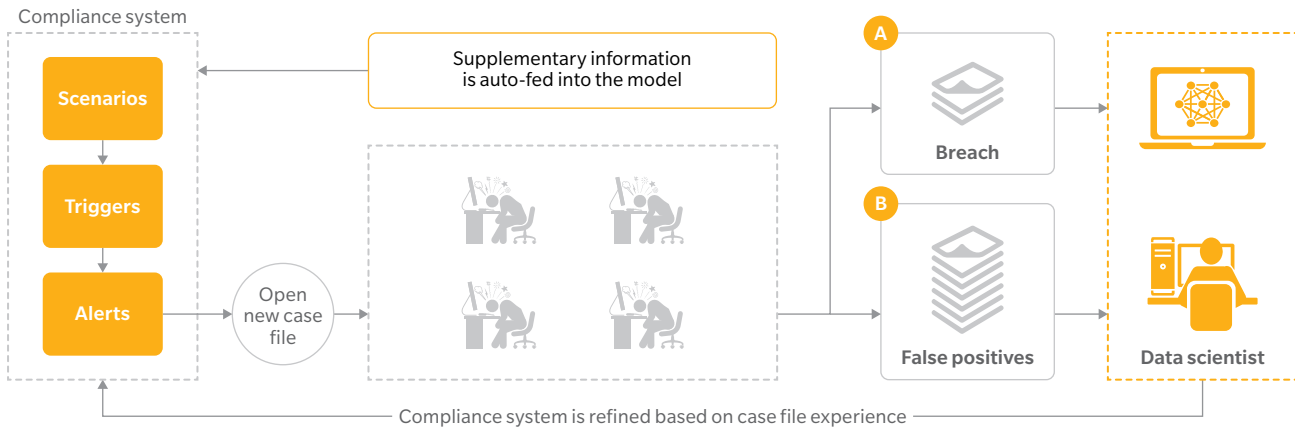 Compliance system
Scenarios
Triggers
Alerts
Supplementary information
is auto-fed into the model
Open
new case
file
A
Breach
B
False positives
Data scientist
Compliance system is refined based on case file experience